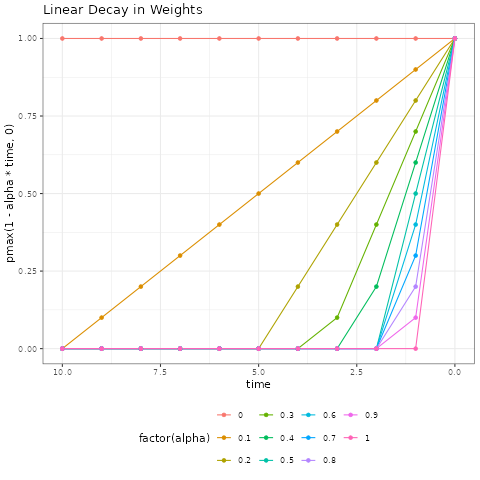 Linear Decay in Weights
pmax(1 - alpha * time, 0)
1.00
0.75
0.50
0.25
0.00
10.0 7.5 5.0 2.5 0.0
time
factor(alpha)
0 0.3 0.6 0.9
0.1 0.4 0.7 1
0.2 0.5 0.8